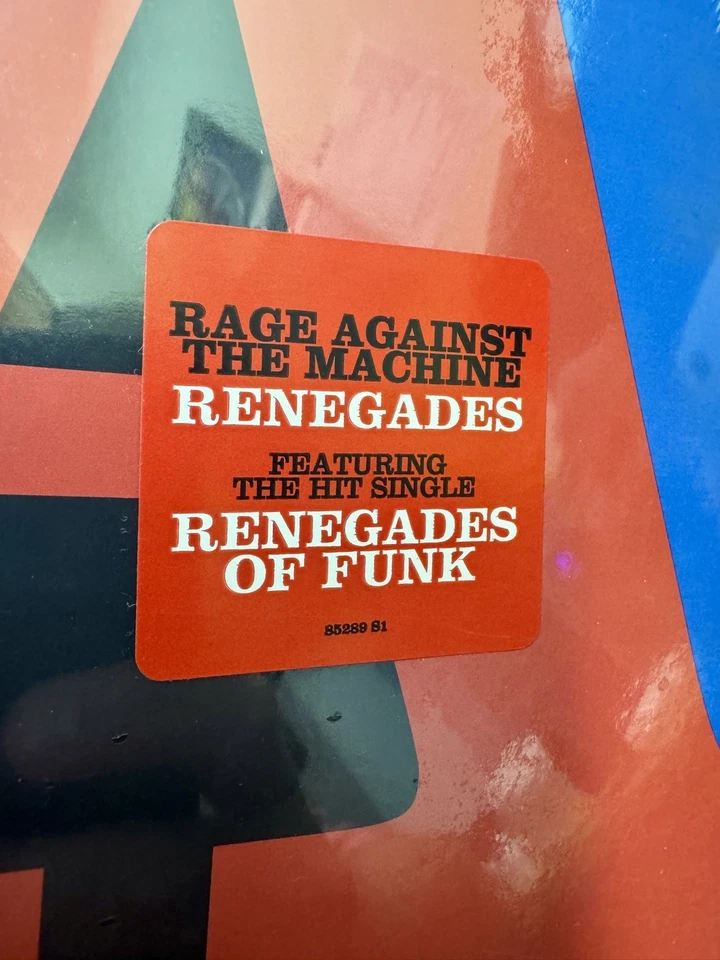 RAGE AGAINST
THE MACHINE
RENEGADES
FEATURING
THE HIT SINGLE
RENEGADES
OF FUNK
85289 S1